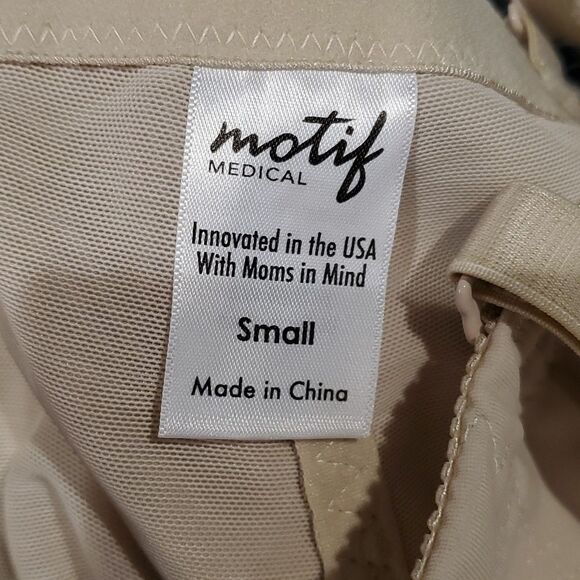 motif
MEDICAL
Innovated in the USA
With Moms in Mind
Small
Made in China